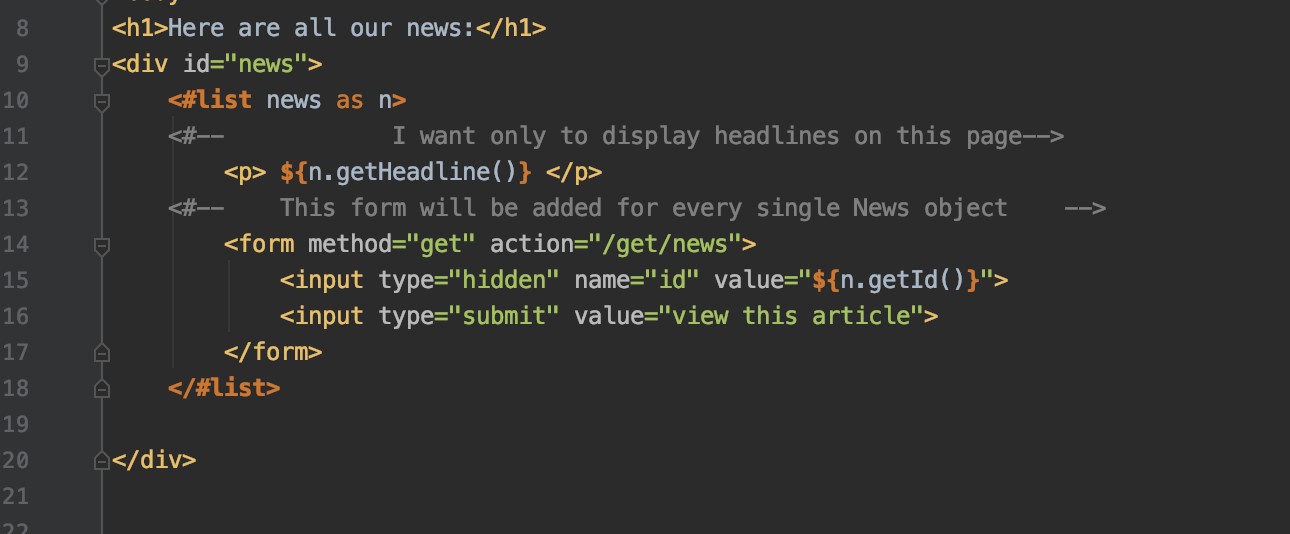 8 <h1>Here are all our news:</h1>
9 <div id="news">
10 <#list news as n>
11 <#-- I want only to display headlines on this page-->
12 <p> ${n.getHeadline()} </p>
13 <#-- This form will be added for every single News object -->
14 <form method="get" action="/get/news">
15 <input type="hidden" name="id" value="${n.getId()}">
16 <input type="submit" value="view this article">
17 </form>
18 </#list>
19
20 </div>
21
22